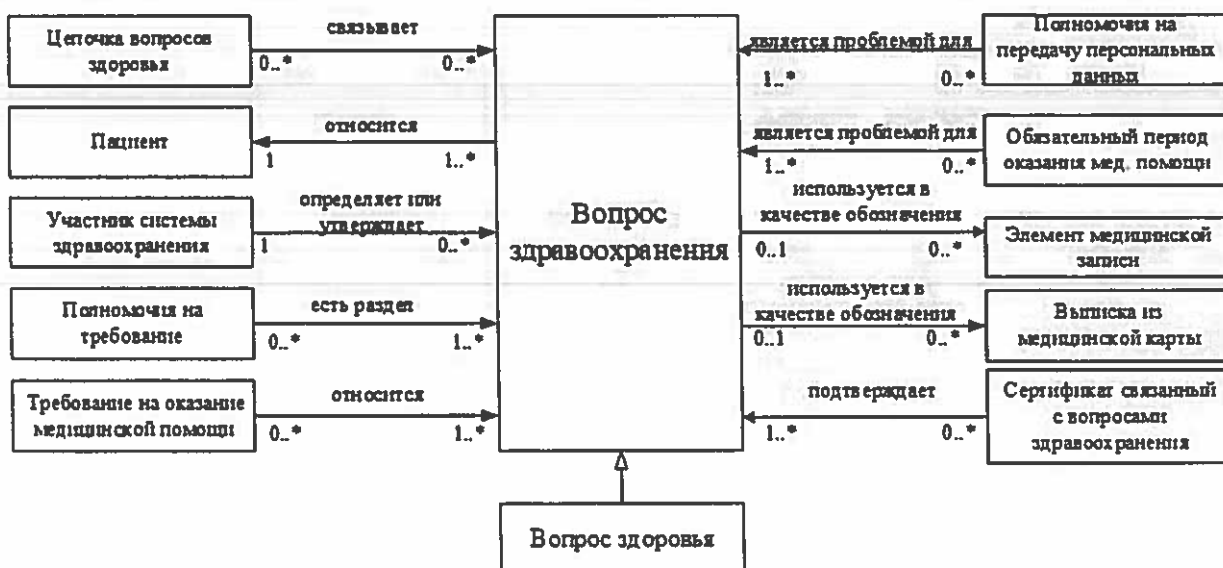 Цепочка вопросов
здоровья
связывает
0..*
0..*
Пациент
относится
1
1..*
Участник системы
здравоохранения
определяет или
утверждает
1
0..*
Полномочия на
требование
есть раздел
0..*
1..*
Требование на оказание
медицинской помощи
относится
0..*
1..*
Вопрос
здравоохранения
Вопрос здоровья
является проблемой для
1..*
0..*
Полномочия на
передачу персональных
данных
является проблемой для
1..*
0..*
Обязательный период
оказания мед. помощи
используется в
качестве обозначения
0..1
0..*
Элемент медицинской
записи
используется в
качестве обозначения
0..1
0..*
Выписка из
медицинской карты
подтверждает
1..*
0..*
Сертификат связанный
с вопросами
здравоохранения